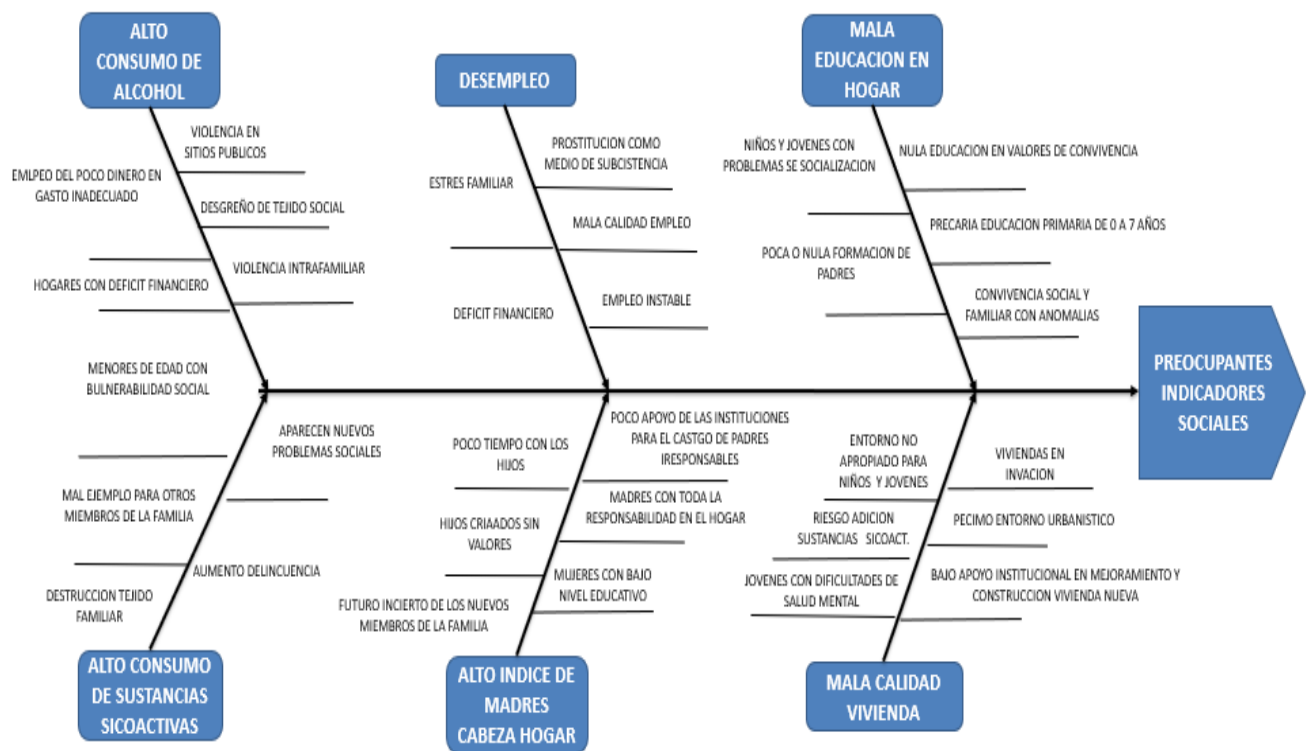 ALTO
CONSUMO DE
ALCOHOL
VIOLENCIA EN
SITIOS PUBLICOS
EMLPEO DEL POCO DINERO EN
GASTO INADECUADO
DESGREÑO DE TEJIDO SOCIAL
VIOLENCIA INTRAFAMILIAR
HOGARES CON DEFICIT FINANCIERO
DESEMPLEO
PROSTITUCION COMO
MEDIO DE SUBCISTENCIA
ESTRES FAMILIAR
MALA CALIDAD EMPLEO
EMPLEO INSTABLE
DEFICIT FINANCIERO
MALA
EDUCACION EN
HOGAR
NIÑOS Y JOVENES CON
PROBLEMAS SE SOCIALIZACION
NULA EDUCACION EN VALORES DE CONVIVENCIA
PRECARIA EDUCACION PRIMARIA DE 0 A 7 AÑOS
POCA O NULA FORMACION DE
PADRES
CONVIVENCIA SOCIAL Y
FAMILIAR CON ANOMALIAS
PREOCUPANTES
INDICADORES
SOCIALES
MENORES DE EDAD CON
BULNERABILIDAD SOCIAL
APARECEN NUEVOS
PROBLEMAS SOCIALES
MAL EJEMPLO PARA OTROS
MIEMBROS DE LA FAMILIA
AUMENTO DELINCUENCIA
DESTRUCCION TEJIDO
FAMILIAR
ALTO CONSUMO
DE SUSTANCIAS
SICOACTIVAS
POCO APOYO DE LAS INSTITUCIONES
PARA EL CASTGO DE PADRES
IRESPONSABLES
POCO TIEMPO CON LOS
HIJOS
MADRES CON TODA LA
RESPONSABILIDAD EN EL HOGAR
HIJOS CRIAADOS SIN
VALORES
MUJERES CON BAJO
NIVEL EDUCATIVO
FUTURO INCIERTO DE LOS NUEVOS
MIEMBROS DE LA FAMILIA
ALTO INDICE DE
MADRES
CABEZA HOGAR
ENTORNO NO
APROPIADO PARA
NIÑOS Y JOVENES
VIVIENDAS EN
INVACION
RIESGO ADICION
SUSTANCIAS SICOACT.
PECIMO ENTORNO URBANISTICO
JOVENES CON DIFICULTADES DE
SALUD MENTAL
BAJO APOYO INSTITUCIONAL EN MEJORAMIENTO Y
CONSTRUCCION VIVIENDA NUEVA
MALA CALIDAD
VIVIENDA